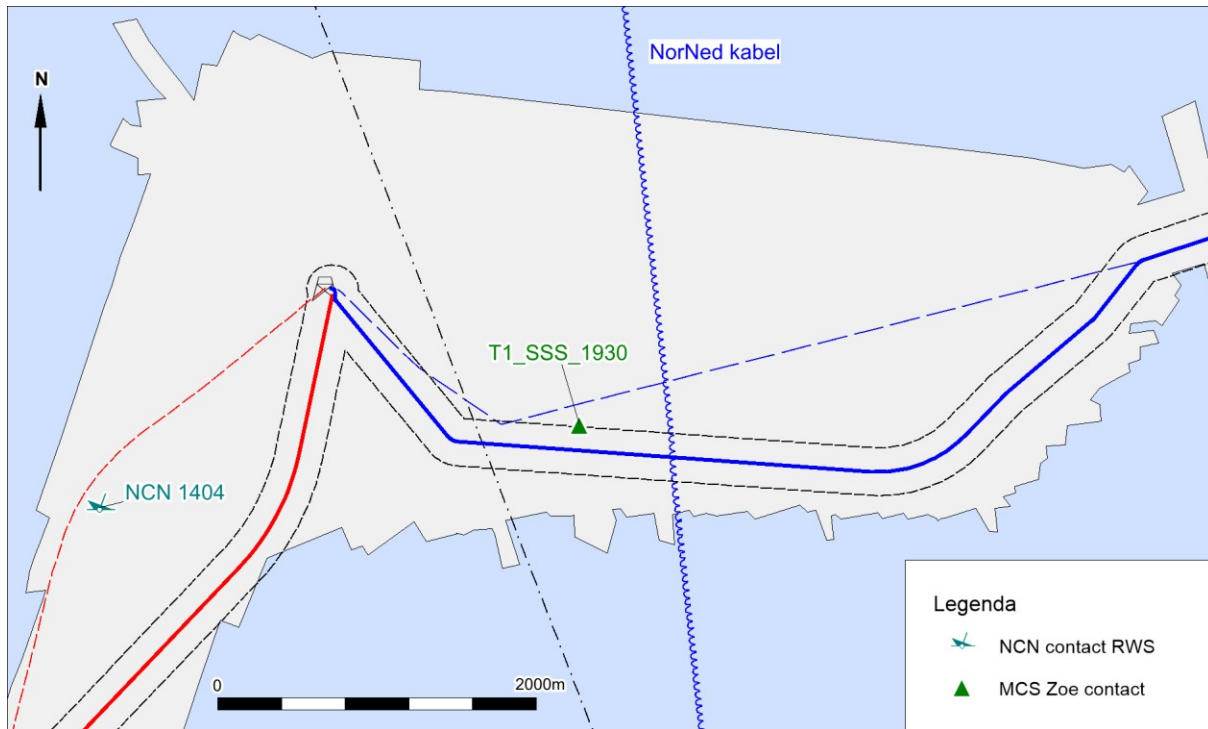 NorNed kabel
N
T1_SSS_1930
NCN 1404
0 2000m
Legenda
NCN contact RWS
MCS Zoe contact